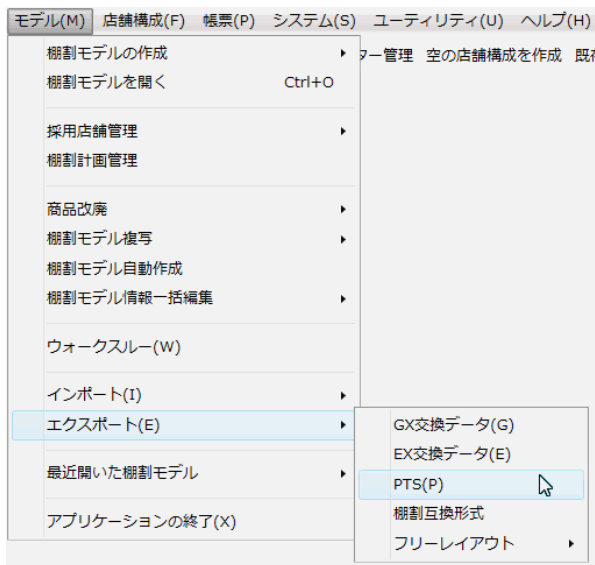 モデル(M) 店舗構成(F) 帳票(P) システム(S) ユーティリティ(U) ヘルプ(H)
ター管理 空の店舗構成を作成 既存
棚割モデルの作成
棚割モデルを開く Ctrl+O
採用店舗管理
棚割計画管理
商品改廃
棚割モデル複写
棚割モデル自動作成
棚割モデル情報一括編集
ウォークスルー(W)
インポート(I)
エクスポート(E)
GX交換データ(G)
EX交換データ(E)
PTS(P)
棚割互換形式
フリーレイアウト
最近開いた棚割モデル
アプリケーションの終了(X)